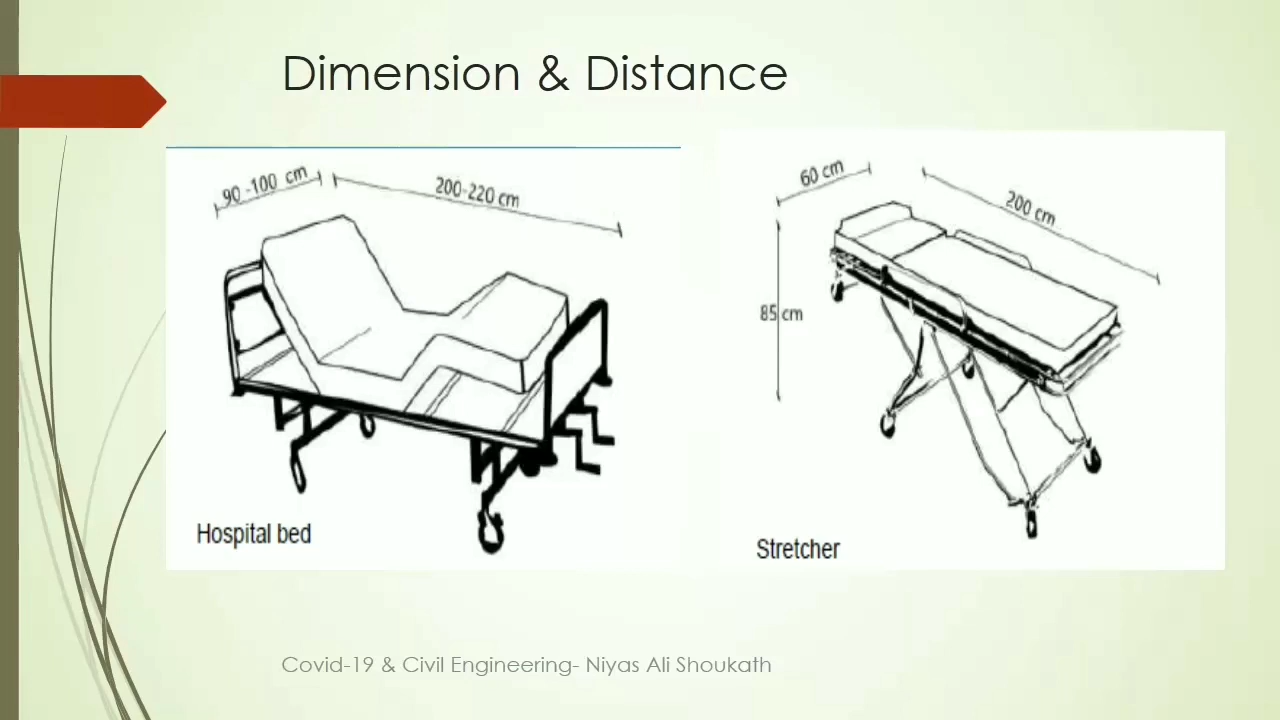 Dimension & Distance
90-100 cm
200-220 cm
Hospital bed
60 cm
200 cm
85 cm
Stretcher
Covid-19 & Civil Engineering- Niyas Ali Shoukath